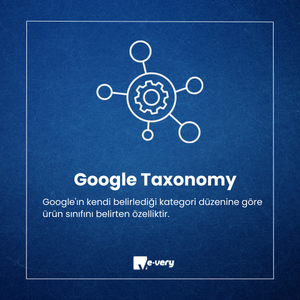 Google Taxonomy
Google'ın kendi belirlediği kategori düzenine göre
ürün sınıfını belirten özelliktir.
e-very